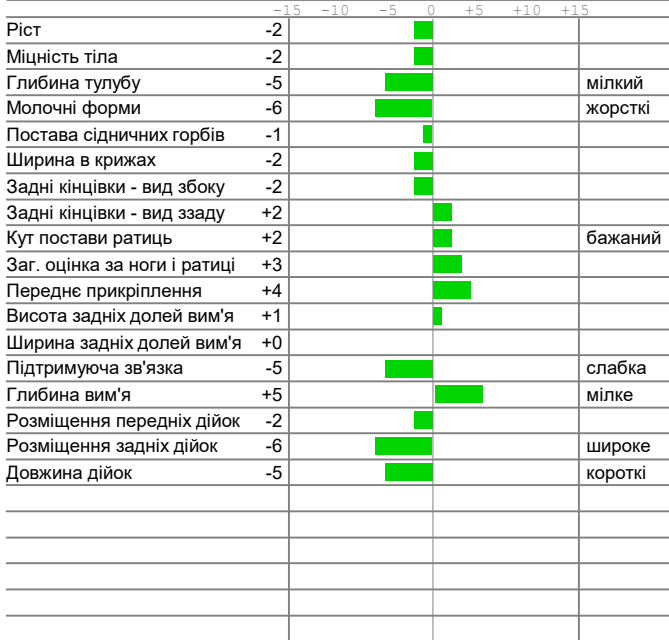 -15 -10 -5 0 +5 +10 +15
Ріст -2
Міцність тіла -2
Глибина тулубу -5 мілкий
Молочні форми -6 жорсткі
Постава сідничних горбів -1
Ширина в крижах -2
Задні кінцівки - вид збоку -2
Задні кінцівки - вид ззаду +2
Кут постави ратиць +2 бажаний
Заг. оцінка за ноги і ратиці +3
Переднє прикріплення +4
Висота задніх долей вим'я +1
Ширина задніх долей вим'я +0
Підтримуюча зв'язка -5 слабка
Глибина вим'я +5 мілке
Розміщення передніх дійок -2
Розміщення задніх дійок -6 широке
Довжина дійок -5 короткі